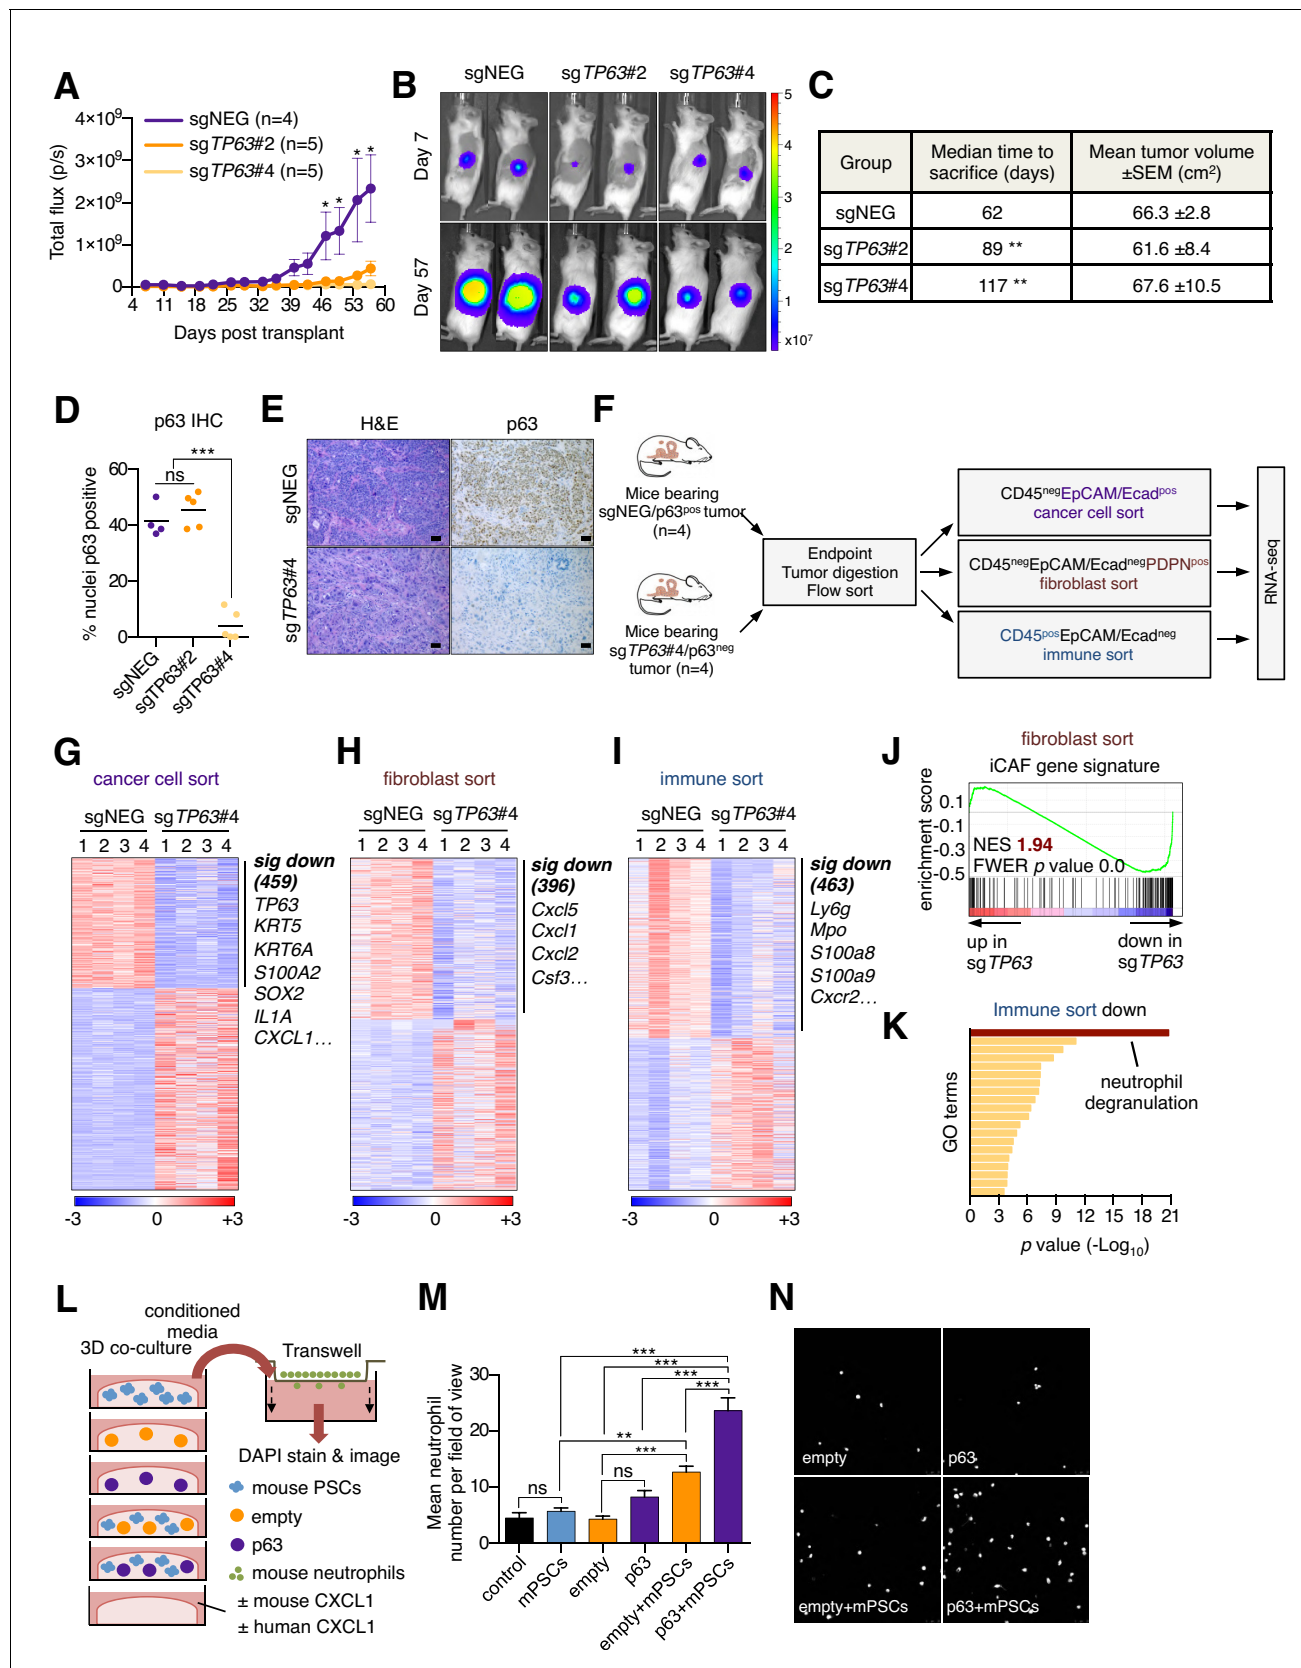 A
4×10⁹
3×10⁹
2×10⁹
1×10⁹
0
Total flux (p/s)
sgNEG (n=4)
sgTP63#2 (n=5)
sgTP63#4 (n=5)
* * * *
4 11 18 25 32 39 46 53 60
Days post transplant
B
sgNEG sgTP63#2 sgTP63#4
Day 7
Day 57
5
4
3
2
1
x10⁷
C
Group
Median time to
sacrifice (days)
Mean tumor volume
±SEM (cm²)
sgNEG 62 66.3 ±2.8
sgTP63#2 89 ** 61.6 ±8.4
sgTP63#4 117 ** 67.6 ±10.5
D
p63 IHC
***
ns
60
40
20
0
% nuclei p63 positive
sgNEG
sgTP63#2
sgTP63#4
E
H&E p63
sgNEG
sgTP63#4
F
Mice bearing
sgNEG/p63ᵖᵒˢ tumor
(n=4)
Mice bearing
sgTP63#4/p63ⁿᵉᵍ
tumor (n=4)
Endpoint
Tumor digestion
Flow sort
CD45ⁿᵉᵍEpCAM/Ecadᵖᵒˢ
cancer cell sort
CD45ⁿᵉᵍEpCAM/EcadⁿᵉᵍPDPNᵖᵒˢ
fibroblast sort
CD45ᵖᵒˢEpCAM/Ecadⁿᵉᵍ
immune sort
RNA-seq
G
cancer cell sort
sgNEG sgTP63#4
1 2 3 4 1 2 3 4
sig down
(459)
TP63
KRT5
KRT6A
S100A2
SOX2
IL1A
CXCL1...
-3 0 +3
H
fibroblast sort
sgNEG sgTP63#4
1 2 3 4 1 2 3 4
sig down
(396)
Cxcl5
Cxcl1
Cxcl2
Csf3...
-3 0 +3
I
immune sort
sgNEG sgTP63#4
1 2 3 4 1 2 3 4
sig down
(463)
Ly6g
Mpo
S100a8
S100a9
Cxcr2...
-3 0 +3
J
fibroblast sort
iCAF gene signature
enrichment score
0.1
-0.1
-0.3
-0.5
NES 1.94
FWER p value 0.0
up in
sgTP63
down in
sgTP63
K
Immune sort down
GO terms
neutrophil
degranulation
0 3 6 9 12 15 18 21
p value (-Log₁₀)
L
conditioned
media
3D co-culture
Transwell
DAPI stain & image
mouse PSCs
empty
p63
mouse neutrophils
± mouse CXCL1
± human CXCL1
M
Mean neutrophil
number per field of view
30
20
10
0
***
***
***
***
**
***
ns
ns
control
mPSCs
empty
p63
empty+mPSCs
p63+mPSCs
N
empty
p63
empty+mPSCs
p63+mPSCs